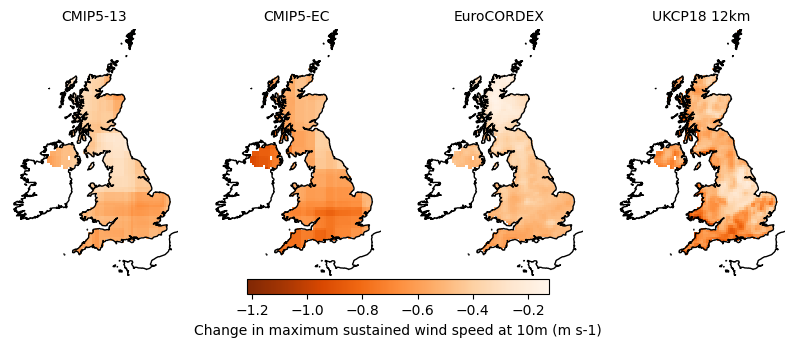 CMIP5-13 CMIP5-EC EuroCORDEX UKCP18 12km
−1.2 −1.0 −0.8 −0.6 −0.4 −0.2
Change in maximum sustained wind speed at 10m (m s-1)